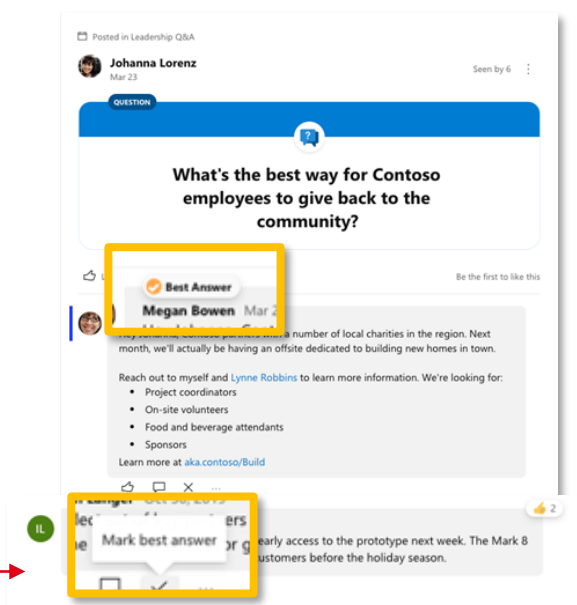 Posted in Leadership Q&A
Johanna Lorenz
Mar 23
Seen by 6
QUESTION
What's the best way for Contoso
employees to give back to the
community?
Be the first to like this
Best Answer
Megan Bowen Mar 2
a number of local charities in the region. Next
month, we'll actually be having an offsite dedicated to building new homes in town.
Reach out to myself and Lynne Robbins to learn more information. We're looking for:
• Project coordinators
• On-site volunteers
• Food and beverage attendants
• Sponsors
Learn more at aka.contoso/Build
2
IL
Mark best answer
early access to the prototype next week. The Mark 8
ustomers before the holiday season.